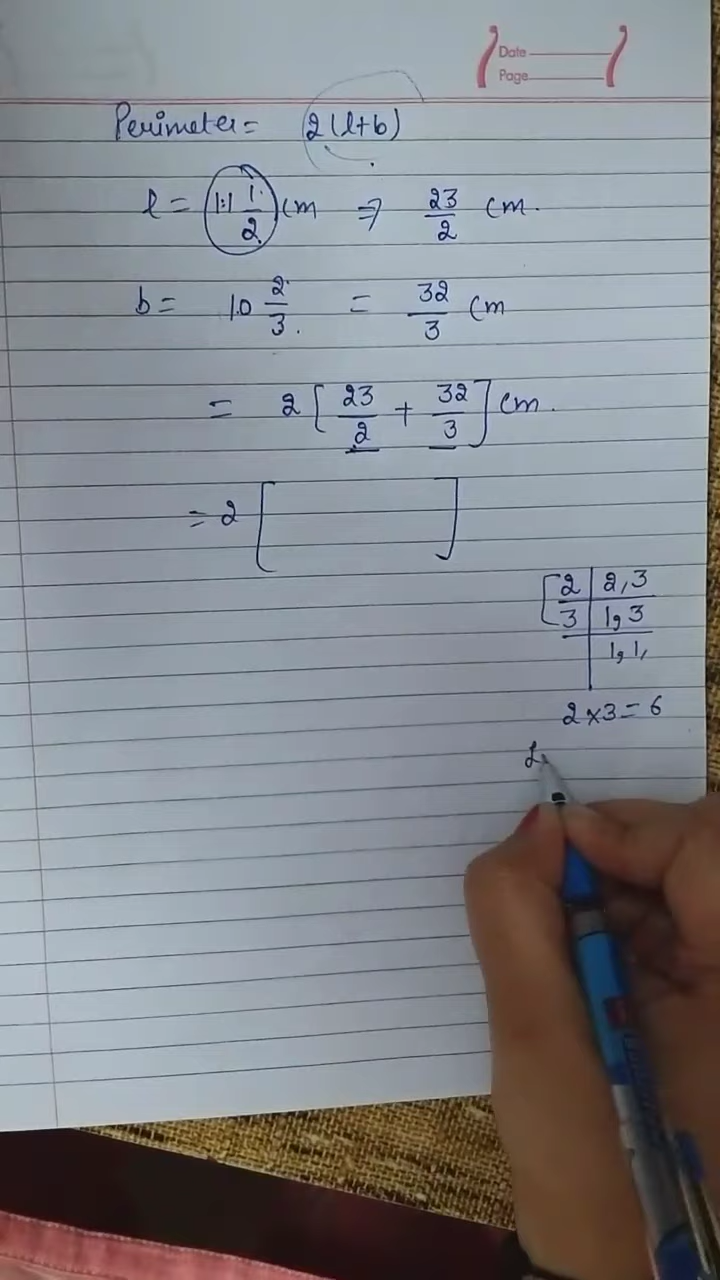 Date
Page
Perimeter = 2(l+b)
l = 11 1/2 cm ⇒ 23/2 cm.
b = 10 2/3 = 32/3 cm
= 2 [ 23/2 + 32/3 ] cm.
= 2 [ ]
2 | 2, 3
3 | 1, 3
| 1, 1,
2 × 3 = 6